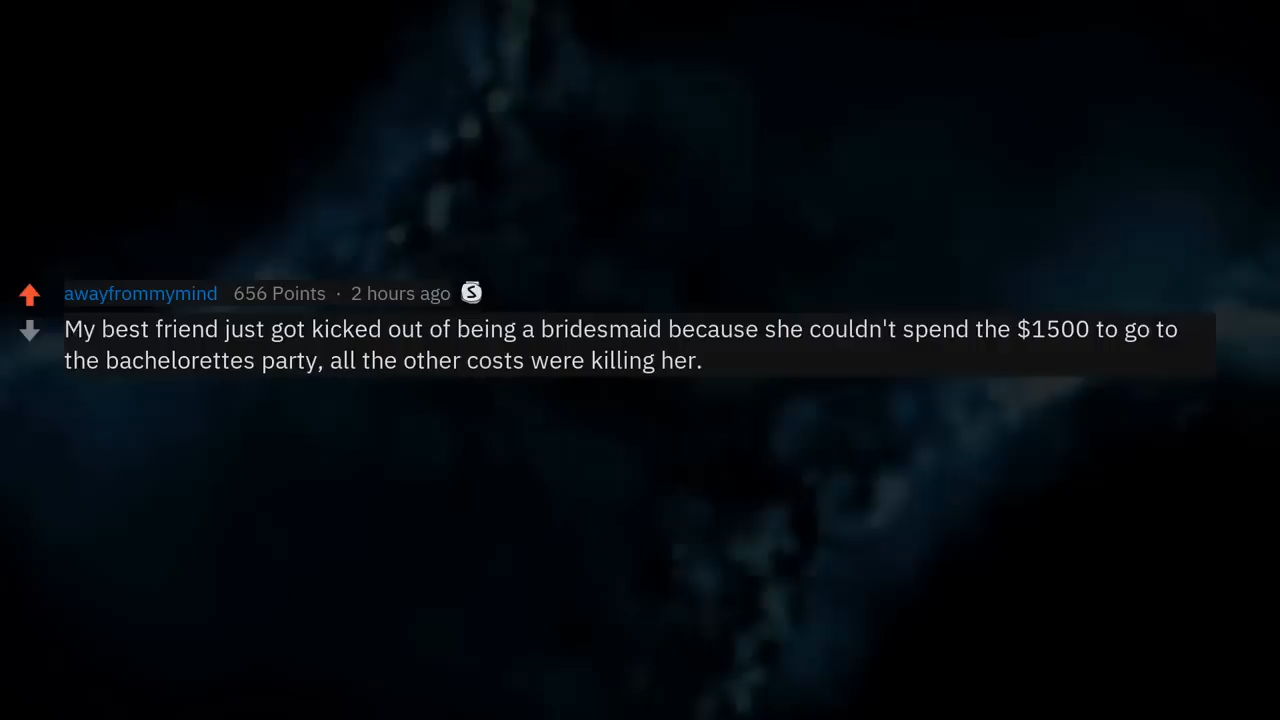 awayfrommymind 656 Points · 2 hours ago S
My best friend just got kicked out of being a bridesmaid because she couldn't spend the $1500 to go to
the bachelorettes party, all the other costs were killing her.